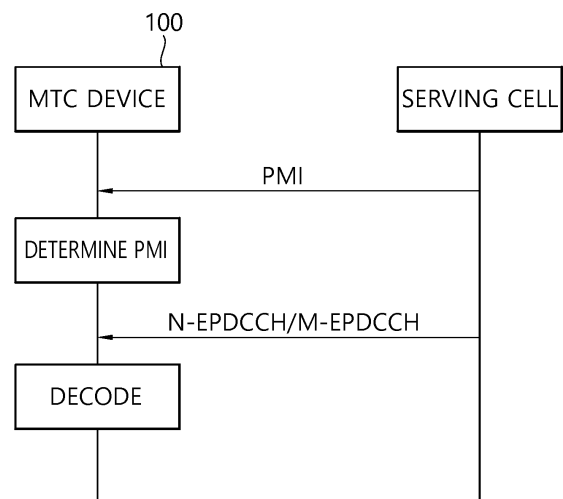 100
MTC DEVICE
SERVING CELL
PMI
DETERMINE PMI
N-EPDCCH/M-EPDCCH
DECODE